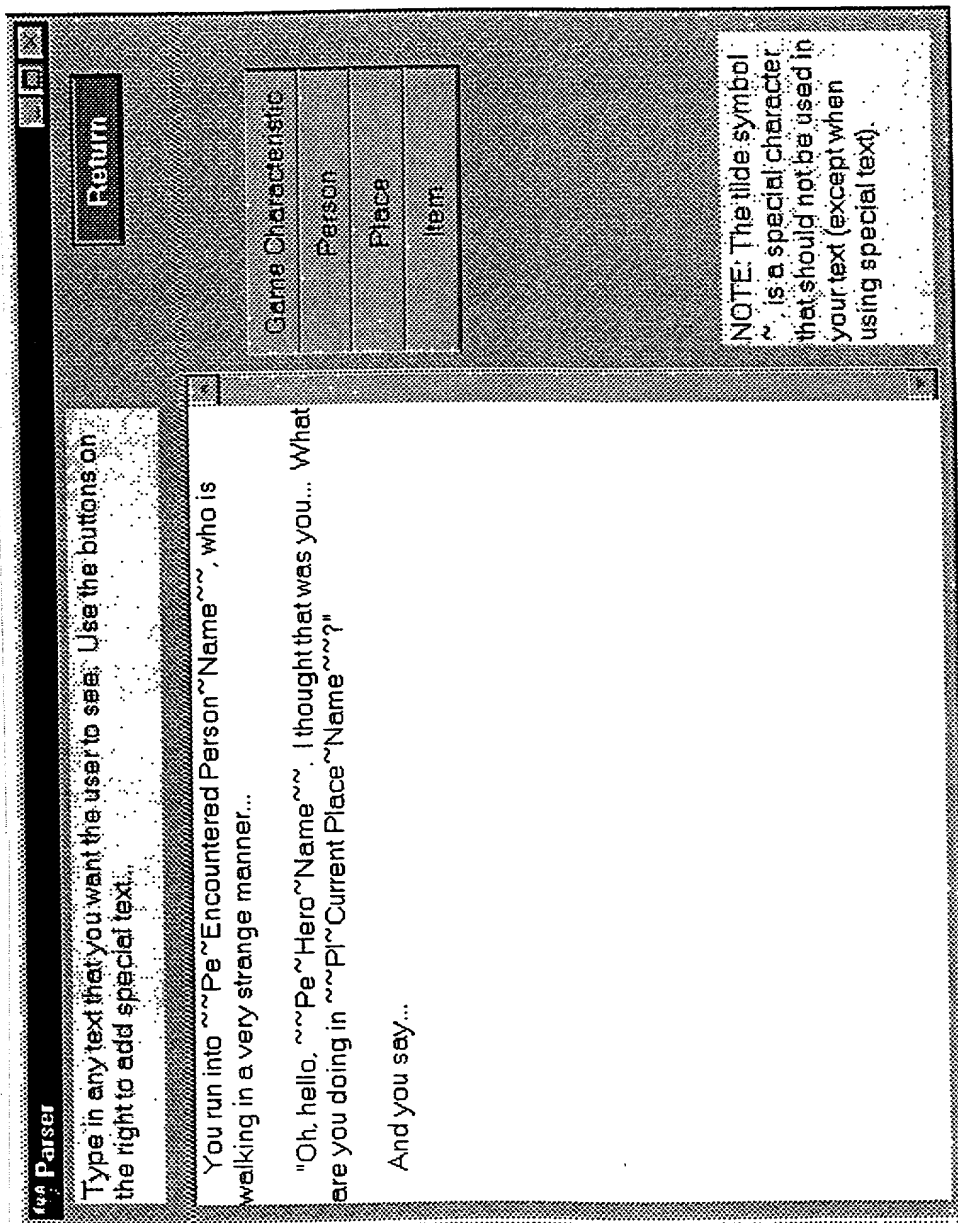 Parser
Type in any text that you want the user to see. Use the buttons on
the right to add special text...
Return
You run into ~~Pe~Encountered Person~Name~~, who is
walking in a very strange manner...
"Oh, hello, ~~Pe~Hero~Name~~. I thought that was you... What
are you doing in ~~Pl~Current Place~Name~~?"
And you say...
Game Characteristic
Person
Place
Item
NOTE: The tilde symbol
~ is a special character
that should not be used in
your text (except when
using special text).